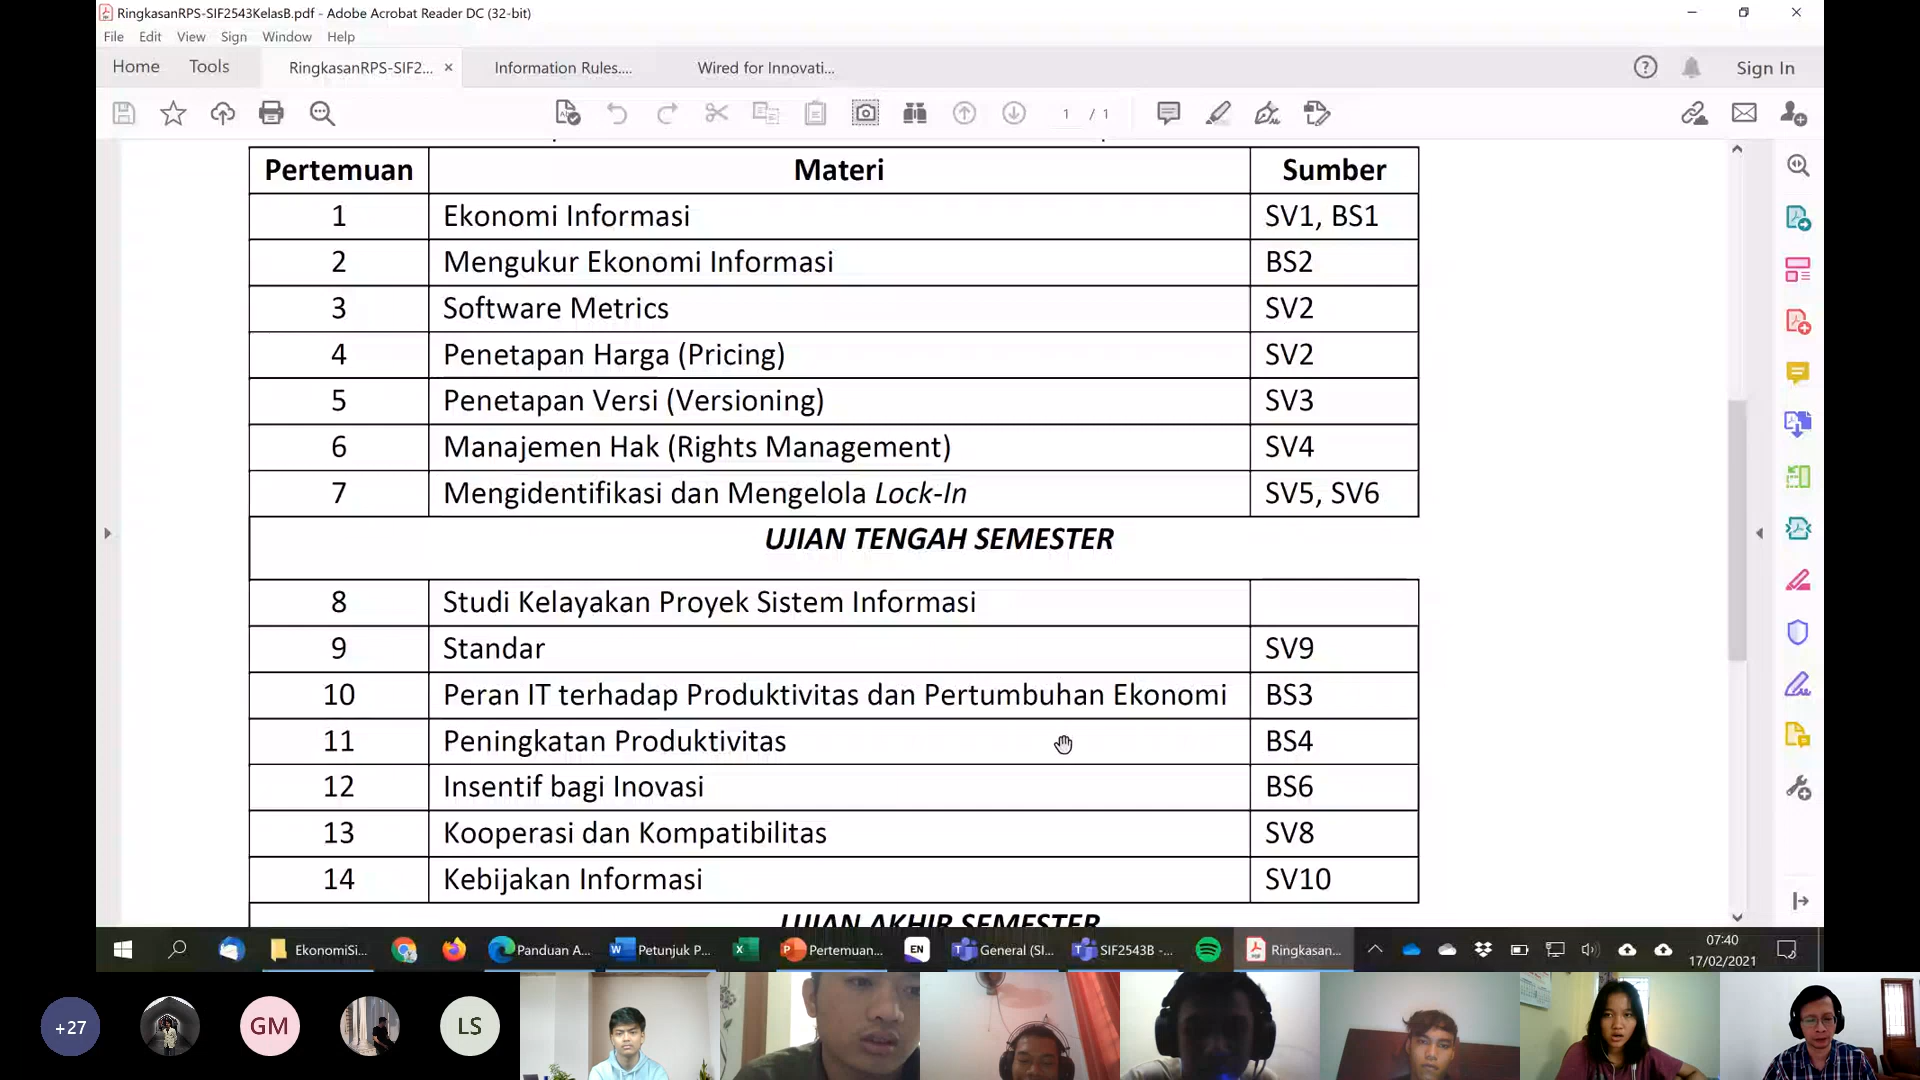 RingkasanRPS-SIF2543KelasB.pdf - Adobe Acrobat Reader DC (32-bit)
File Edit View Sign Window Help
Home Tools RingkasanRPS-SIF2... × Information Rules.... Wired for Innovati... Sign In
1 / 1
Pertemuan Materi Sumber
1 Ekonomi Informasi SV1, BS1
2 Mengukur Ekonomi Informasi BS2
3 Software Metrics SV2
4 Penetapan Harga (Pricing) SV2
5 Penetapan Versi (Versioning) SV3
6 Manajemen Hak (Rights Management) SV4
7 Mengidentifikasi dan Mengelola Lock-In SV5, SV6
UJIAN TENGAH SEMESTER
8 Studi Kelayakan Proyek Sistem Informasi
9 Standar SV9
10 Peran IT terhadap Produktivitas dan Pertumbuhan Ekonomi BS3
11 Peningkatan Produktivitas BS4
12 Insentif bagi Inovasi BS6
13 Kooperasi dan Kompatibilitas SV8
14 Kebijakan Informasi SV10
UJIAN AKHIR SEMESTER
EkonomiSi... Panduan A... Petunjuk P... Pertemuan... EN General (SI... SIF2543B -... Ringkasan... 07:40
17/02/2021
+27 GM LS